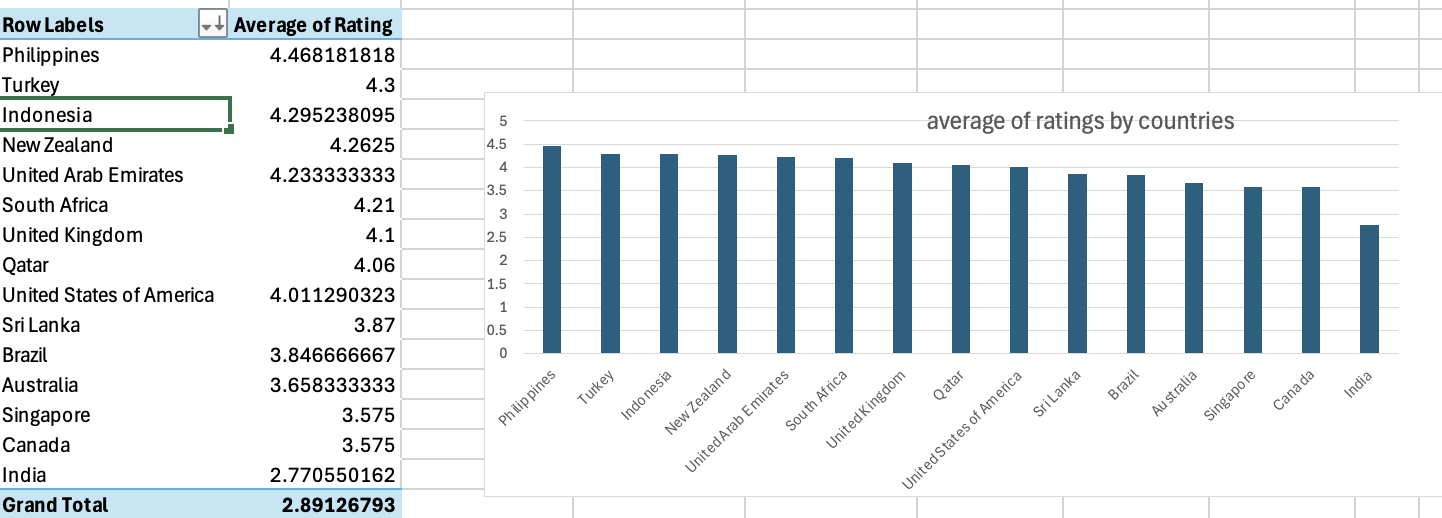 Row Labels Average of Rating
Philippines 4.468181818
Turkey 4.3
Indonesia 4.295238095
New Zealand 4.2625
United Arab Emirates 4.233333333
South Africa 4.21
United Kingdom 4.1
Qatar 4.06
United States of America 4.011290323
Sri Lanka 3.87
Brazil 3.846666667
Australia 3.658333333
Singapore 3.575
Canada 3.575
India 2.770550162
Grand Total 2.89126793
average of ratings by countries
5
4.5
4
3.5
3
2.5
2
1.5
1
0.5
0
Philippines
Turkey
Indonesia
New Zealand
United Arab Emirates
South Africa
United Kingdom
Qatar
United States of America
Sri Lanka
Brazil
Australia
Singapore
Canada
India